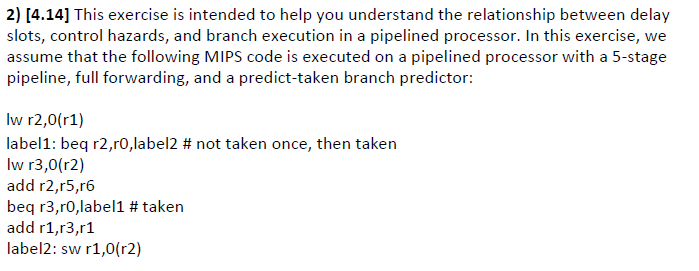 2) [4.14] This exercise is intended to help you understand the relationship between delay
slots, control hazards, and branch execution in a pipelined processor. In this exercise, we
assume that the following MIPS code is executed on a pipelined processor with a 5-stage
pipeline, full forwarding, and a predict-taken branch predictor:
lw r2,0(r1)
label1: beq r2,r0,label2 # not taken once, then taken
lw r3,0(r2)
add r2,r5,r6
beq r3,r0,label1 # taken
add r1,r3,r1
label2: sw r1,0(r2)